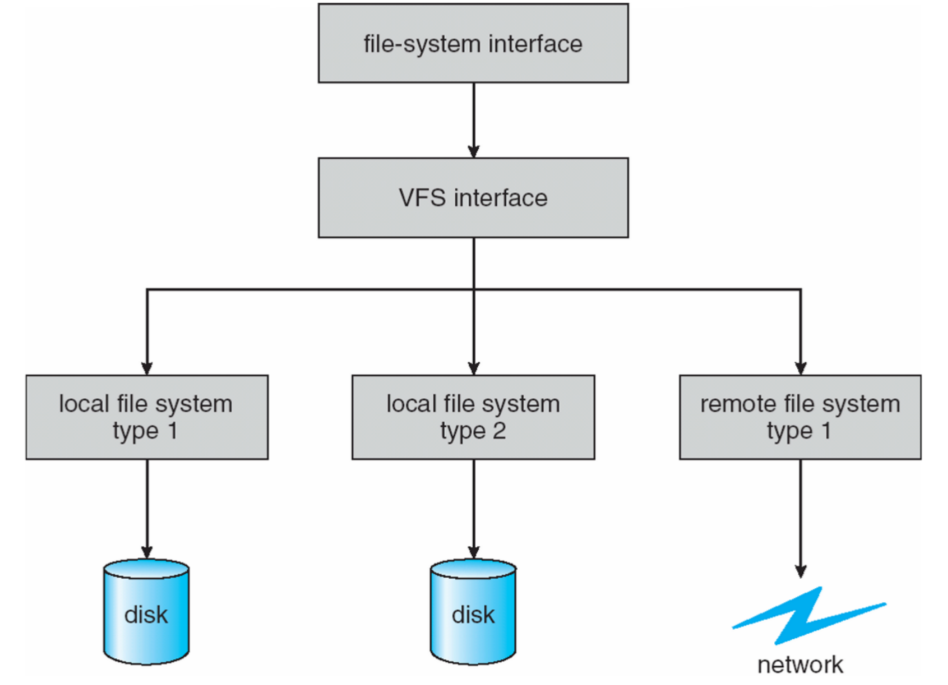 file-system interface
VFS interface
local file system
type 1
local file system
type 2
remote file system
type 1
disk
disk
network